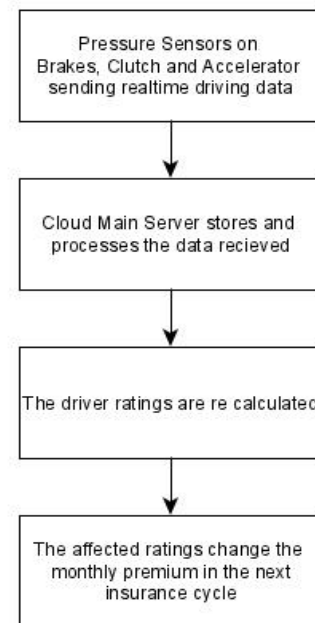 Pressure Sensors on
Brakes, Clutch and Accelerator
sending realtime driving data
Cloud Main Server stores and
processes the data recieved
The driver ratings are re calculated
The affected ratings change the
monthly premium in the next
insurance cycle